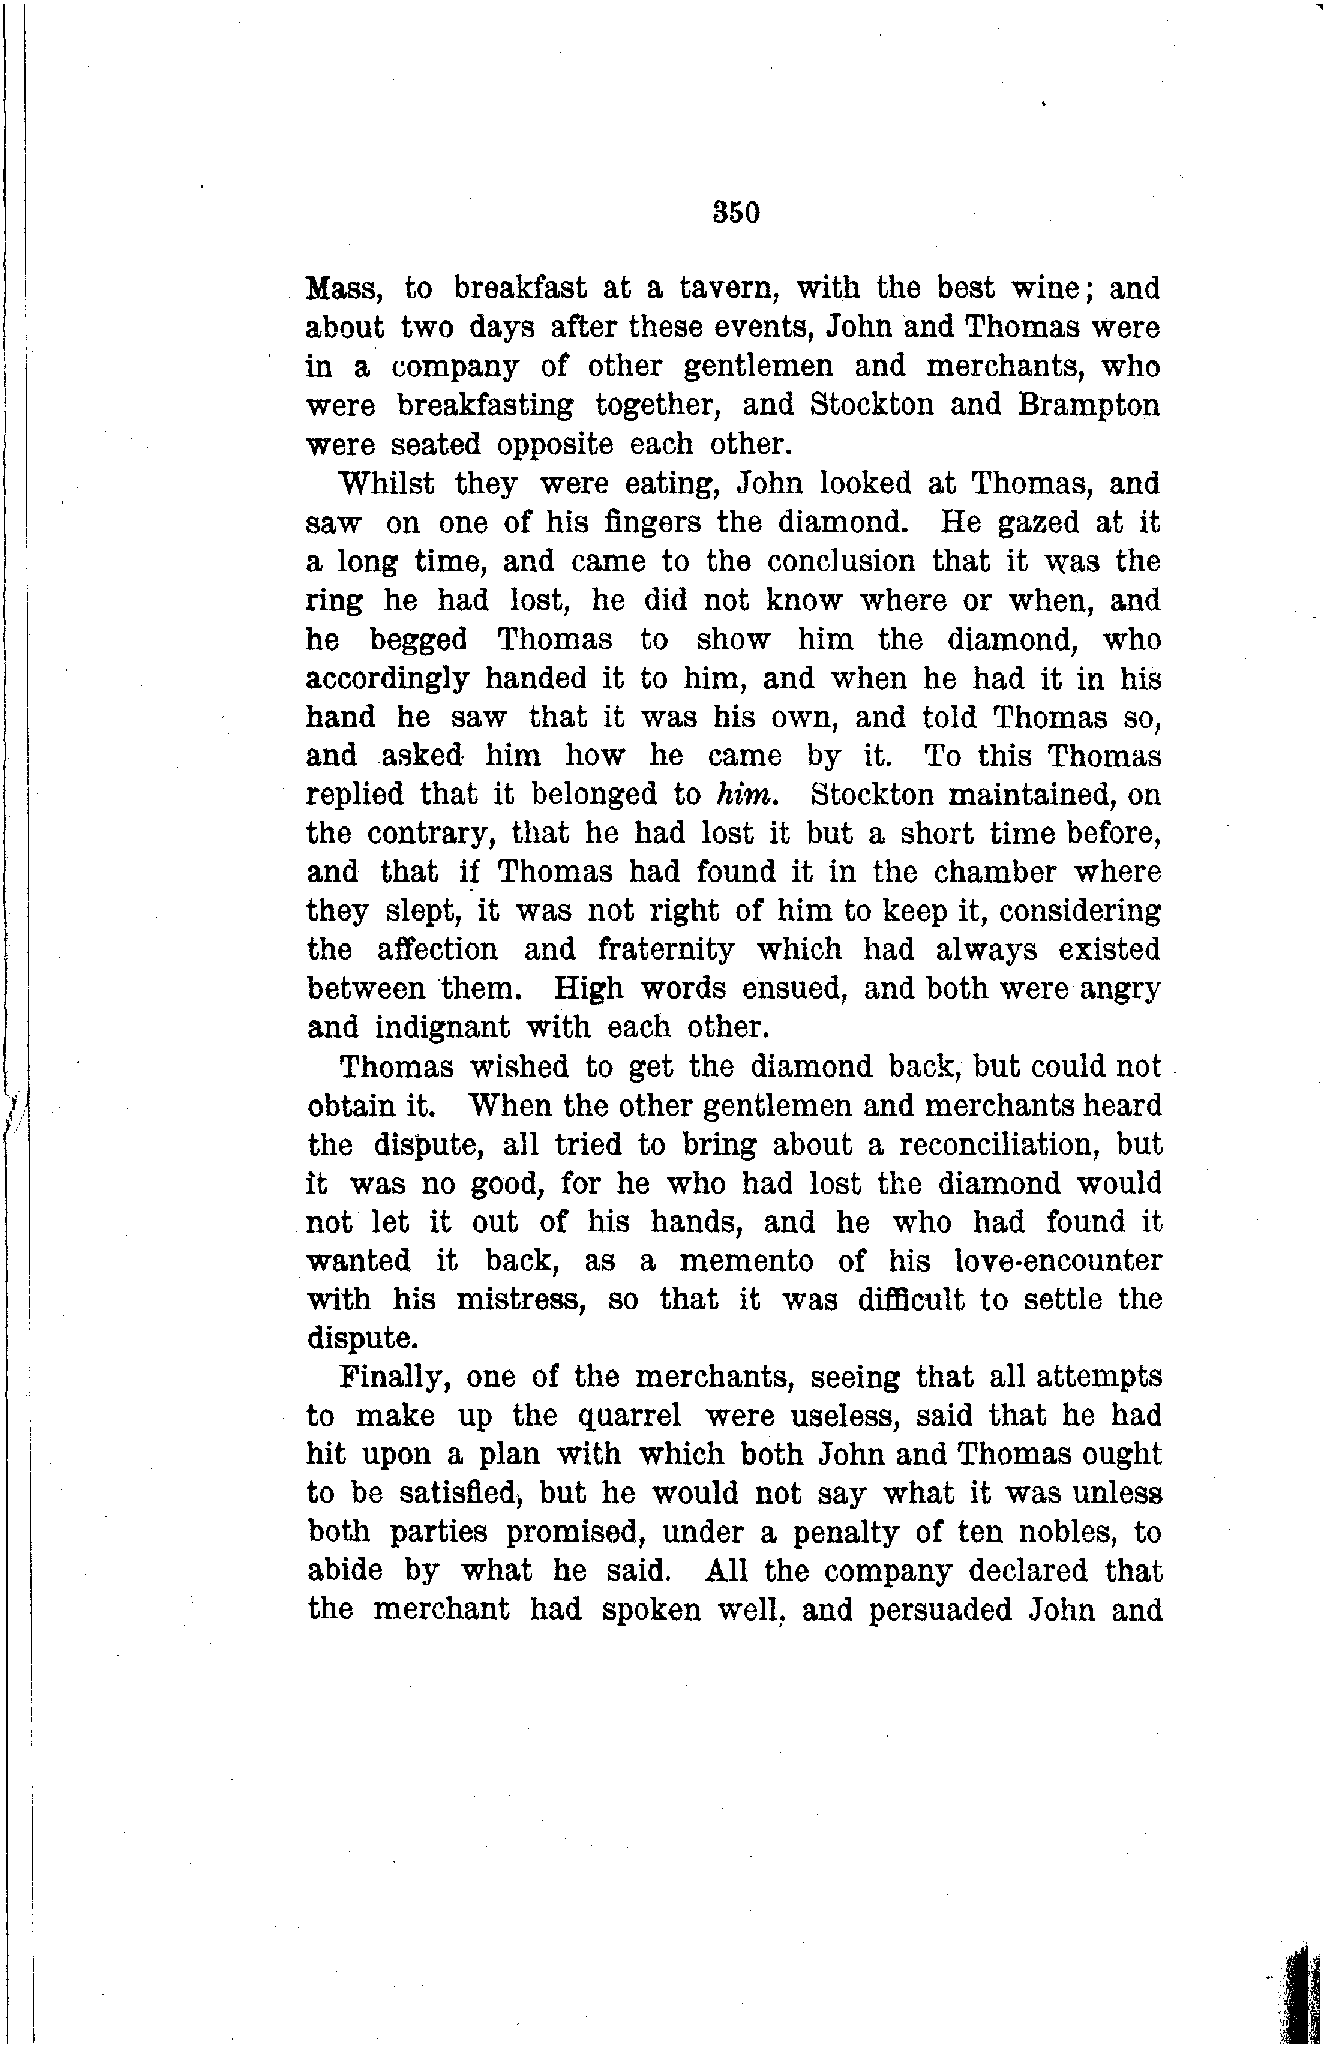 350
Mass, to breakfast at a tavern, with the best wine; and
about two days after these events, John and Thomas were
in a company of other gentlemen and merchants, who
were breakfasting together, and Stockton and Brampton
were seated opposite each other.
Whilst they were eating, John looked at Thomas, and
saw on one of his fingers the diamond. He gazed at it
a long time, and came to the conclusion that it was the
ring he had lost, he did not know where or when, and
he begged Thomas to show him the diamond, who
accordingly handed it to him, and when he had it in his
hand he saw that it was his own, and told Thomas so,
and asked him how he came by it. To this Thomas
replied that it belonged to him. Stockton maintained, on
the contrary, that he had lost it but a short time before,
and that if Thomas had found it in the chamber where
they slept, it was not right of him to keep it, considering
the affection and fraternity which had always existed
between them. High words ensued, and both were angry
and indignant with each other.
Thomas wished to get the diamond back, but could not
obtain it. When the other gentlemen and merchants heard
the dispute, all tried to bring about a reconciliation, but
it was no good, for he who had lost the diamond would
not let it out of his hands, and he who had found it
wanted it back, as a memento of his love-encounter
with his mistress, so that it was difficult to settle the
dispute.
Finally, one of the merchants, seeing that all attempts
to make up the quarrel were useless, said that he had
hit upon a plan with which both John and Thomas ought
to be satisfied, but he would not say what it was unless
both parties promised, under a penalty of ten nobles, to
abide by what he said. All the company declared that
the merchant had spoken well, and persuaded John and